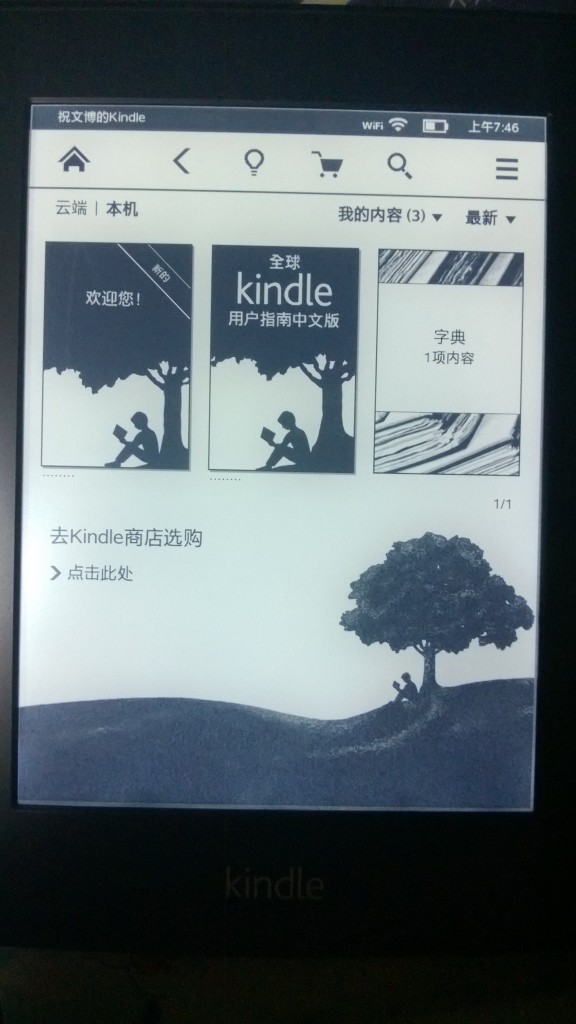 祝文博的Kindle
WiFi
上午7:46
云端 | 本机
我的内容 (3)
最新
新的
欢迎您!
全球
kindle
用户指南中文版
字典
1项内容
1/1
去Kindle商店选购
点击此处
kindle